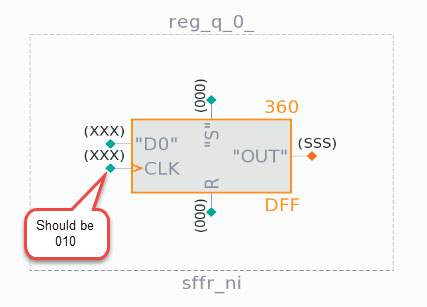 reg_q_0_
(000)
360
(XXX)
"D0"
"S"
(XXX)
CLK
"OUT"
(SSS)
R
(000)
DFF
Should be
010
sffr_ni